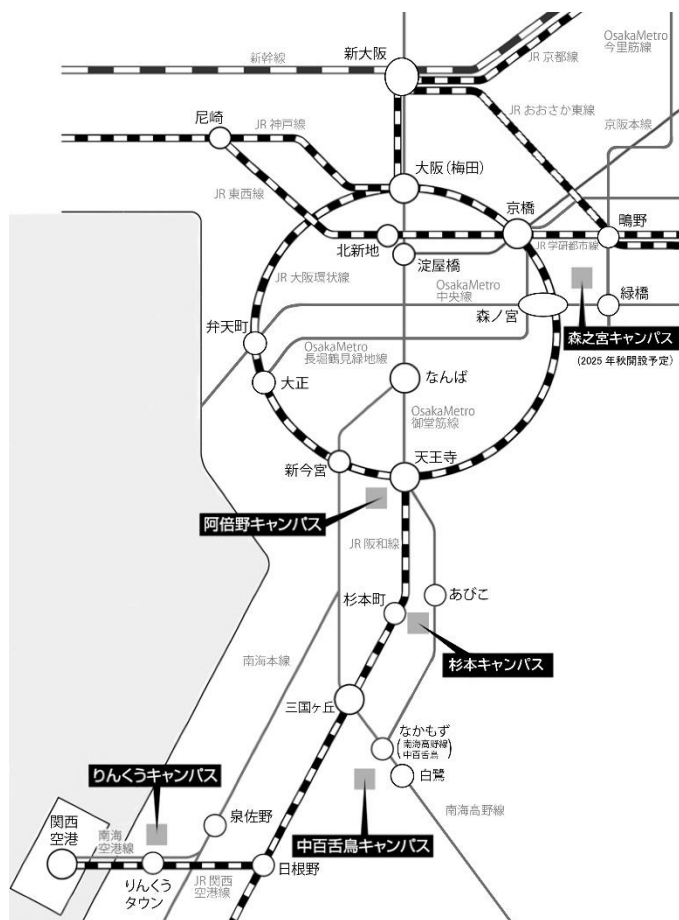 OsakaMetro
今里筋線
新大阪
新幹線
JR 京都線
JR おおさか東線
尼崎
JR 神戸線
京阪本線
大阪（梅田）
JR 東西線
京橋
鴫野
北新地
淀屋橋
JR 学研都市線
JR 大阪環状線
OsakaMetro
中央線
緑橋
森ノ宮
弁天町
森之宮キャンパス
(2025 年秋開設予定)
OsakaMetro
長堀鶴見緑地線
大正
なんば
OsakaMetro
御堂筋線
天王寺
新今宮
阿倍野キャンパス
JR 阪和線
あびこ
杉本町
杉本キャンパス
南海本線
三国ヶ丘
なかもず
(南海高野線
中百舌鳥)
白鷺
りんくうキャンパス
南海高野線
関西
空港
泉佐野
南海
空港線
中百舌鳥キャンパス
日根野
りんくう
タウン
JR 関西
空港線